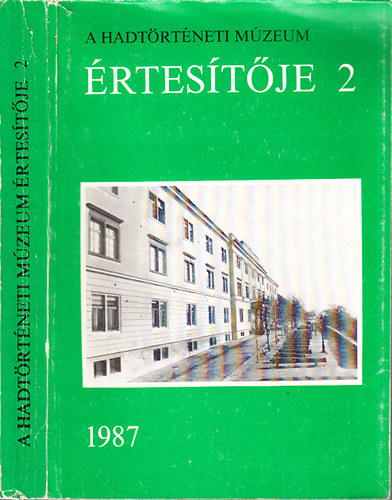 A HADTÖRTÉNETI MÚZEUM
ÉRTESÍTŐJE 2
1987
A HADTÖRTÉNETI MÚZEUM ÉRTESÍTŐJE 2